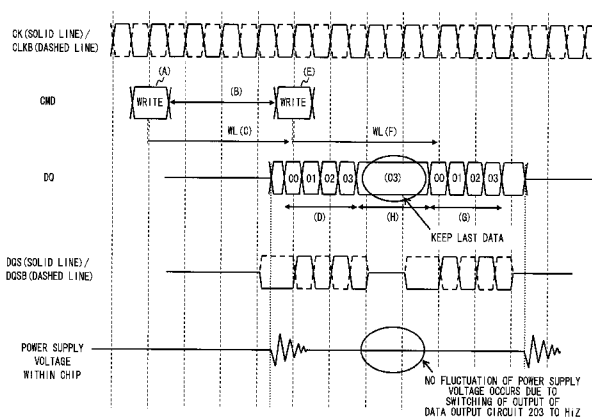 CK(SOLID LINE)/
CLKB(DASHED LINE)
(A)
(B)
(E)
CMD
WRITE
WRITE
WL(C)
WL(F)
DQ
00
01
02
03
(03)
00
01
02
03
(D)
(H)
(G)
KEEP LAST DATA
DQS(SOLID LINE)/
DQSB(DASHED LINE)
POWER SUPPLY
VOLTAGE
WITHIN CHIP
NO FLUCTUATION OF POWER SUPPLY
VOLTAGE OCCURS DUE TO
SWITCHING OF OUTPUT OF
DATA OUTPUT CIRCUIT 203 TO HiZ